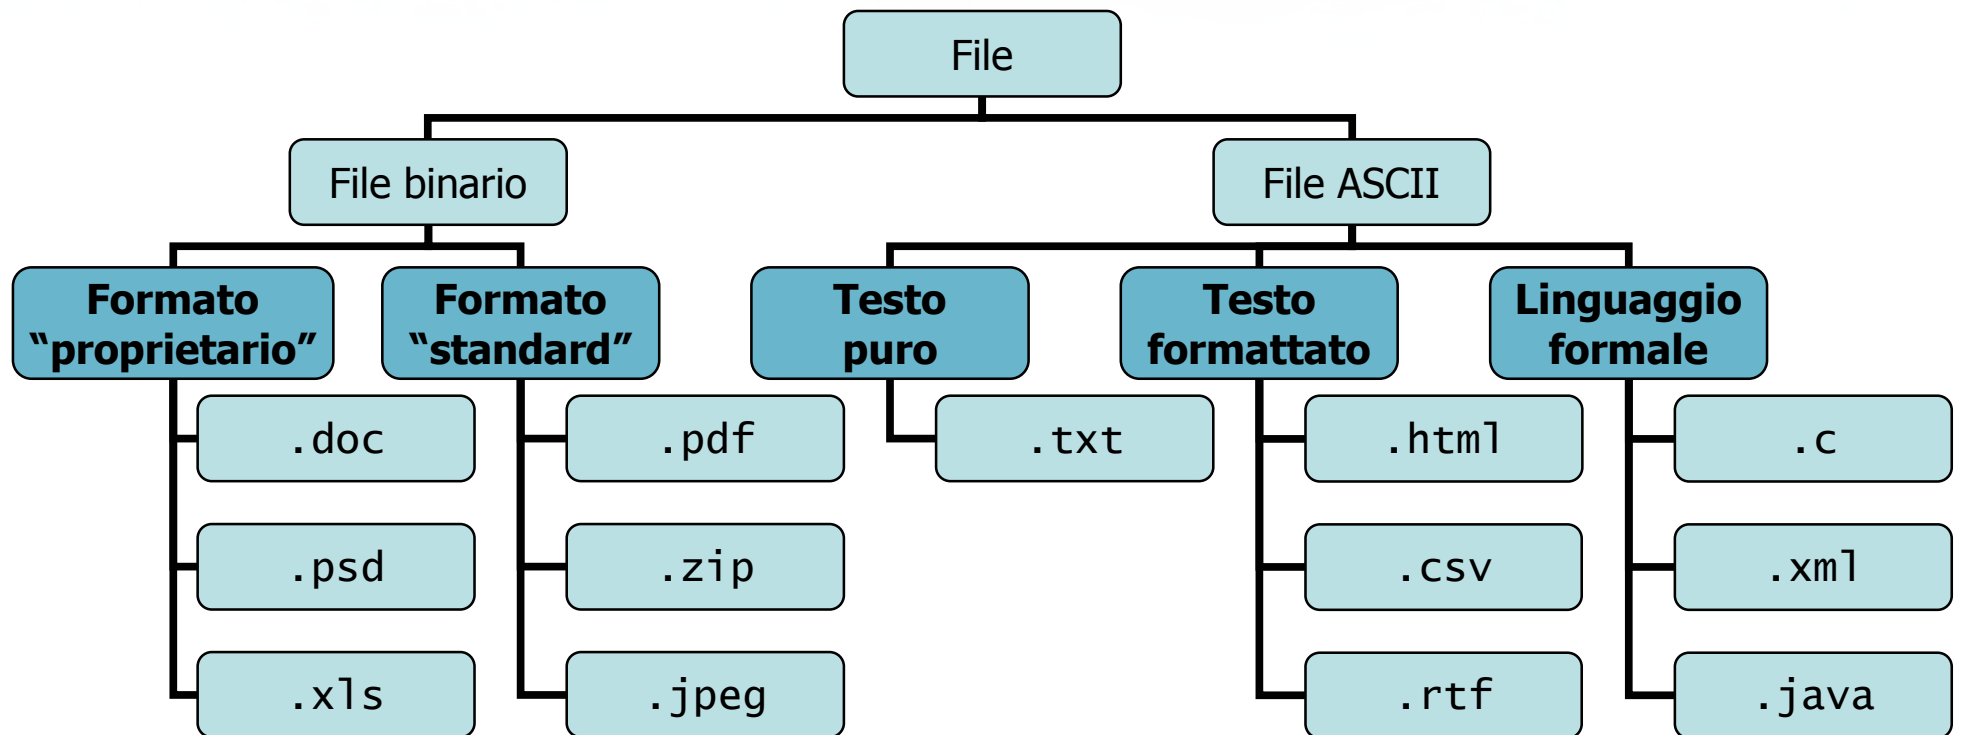 File
File binario
File ASCII
Formato
“proprietario”
Formato
“standard”
Testo
puro
Testo
formattato
Linguaggio
formale
.doc
.pdf
.txt
.html
.c
.psd
.zip
.csv
.xml
.xls
.jpeg
.rtf
.java